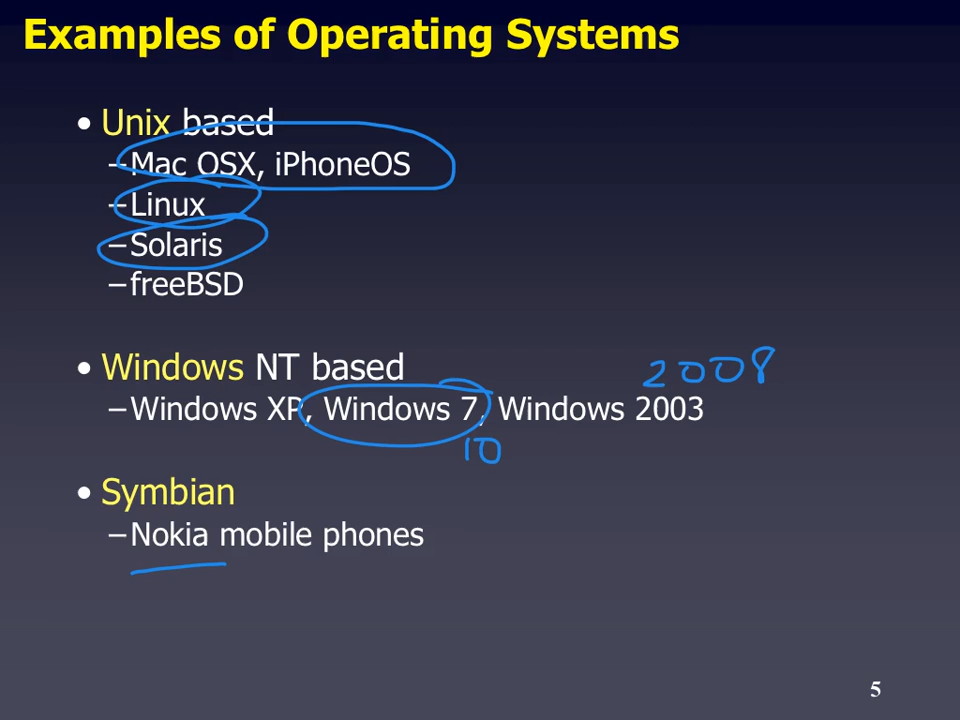 Examples of Operating Systems
• Unix based
–Mac OSX, iPhoneOS
–Linux
–Solaris
–freeBSD
• Windows NT based
2008
–Windows XP, Windows 7, Windows 2003
10
• Symbian
–Nokia mobile phones
5